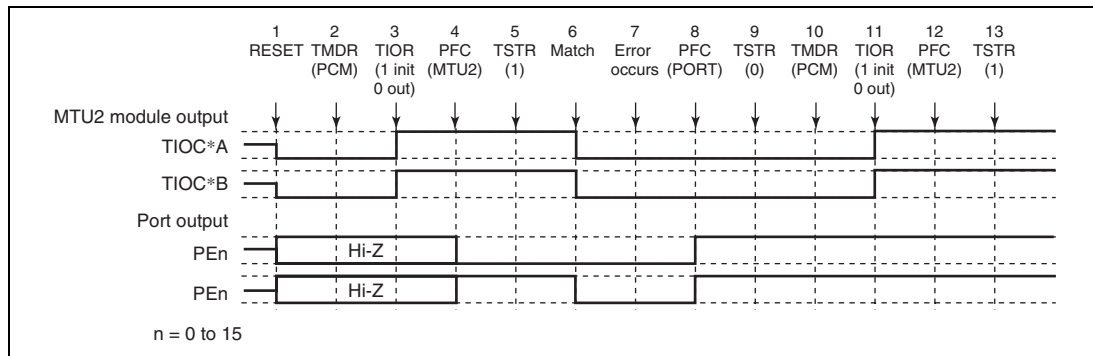 1 2 3 4 5 6 7 8 9 10 11 12 13
RESET TMDR TIOR PFC TSTR Match Error PFC TSTR TMDR TIOR PFC TSTR
(PCM) (1 init (MTU2) (1) occurs (PORT) (0) (PCM) (1 init (MTU2) (1)
0 out) 0 out)
MTU2 module output
TIOC*A
TIOC*B
Port output
PEn Hi-Z
PEn Hi-Z
n = 0 to 15